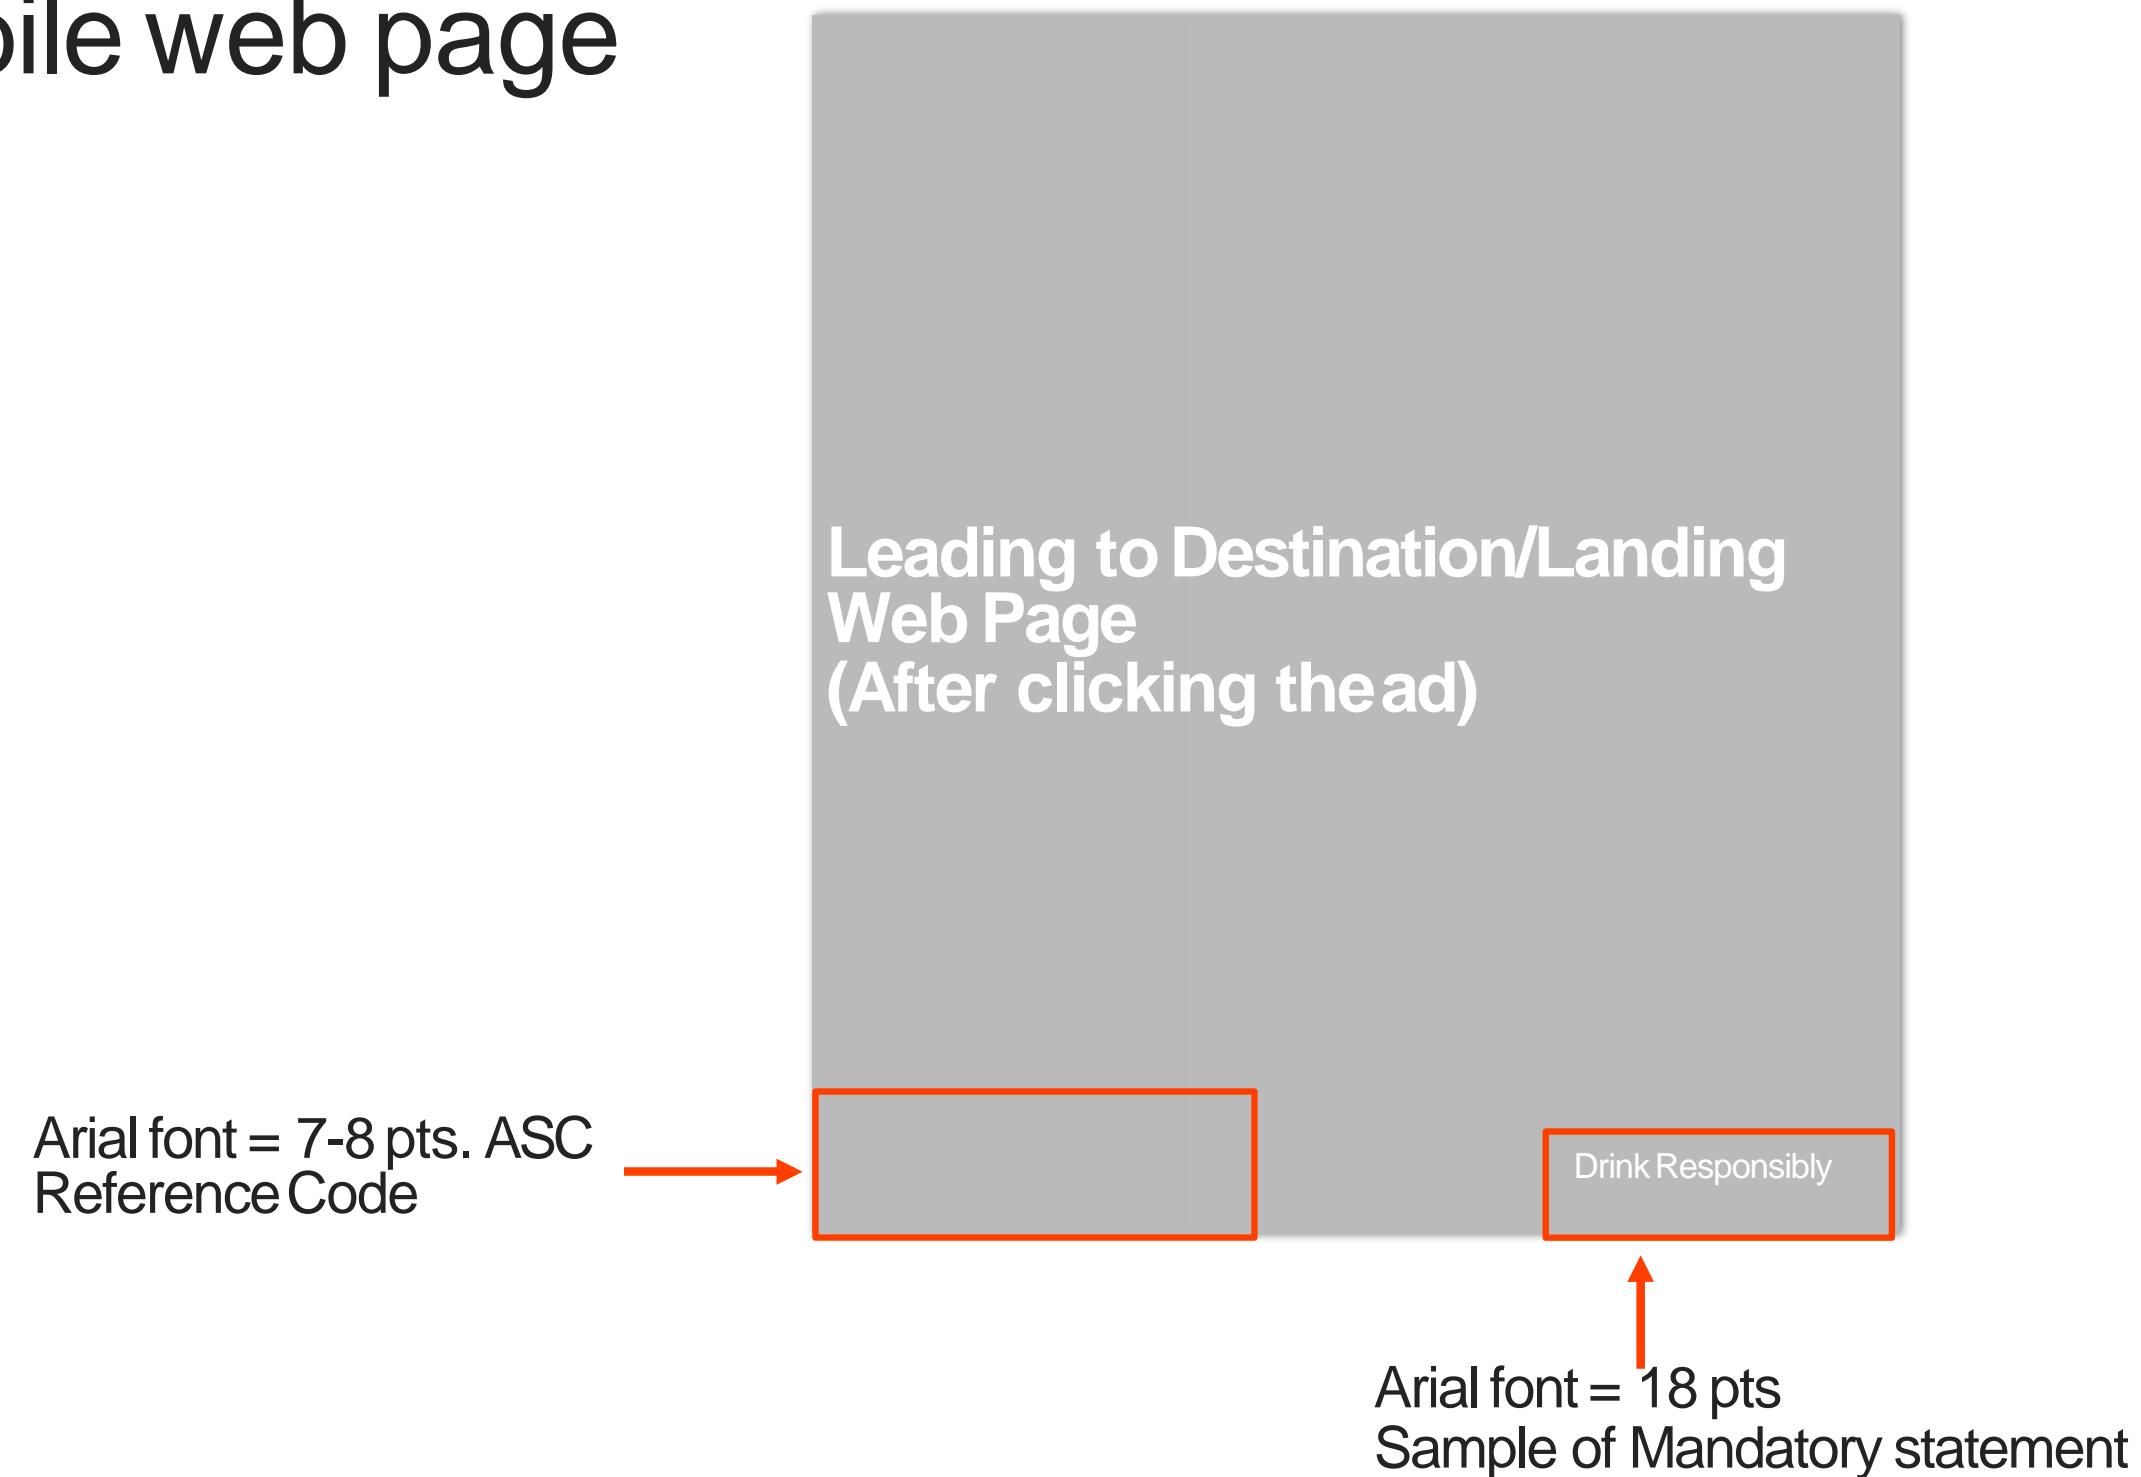 bile web page
Leading to Destination/Landing
Web Page
(After clicking the ad)
Arial font = 7-8 pts. ASC
Reference Code
Drink Responsibly
Arial font = 18 pts
Sample of Mandatory statement